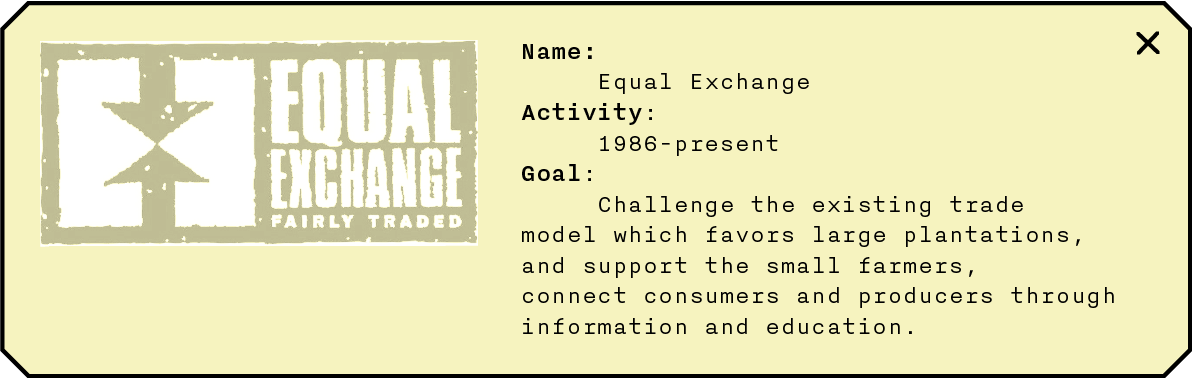 EQUAL
EXCHANGE
FAIRLY TRADED
Name:
Equal Exchange
Activity:
1986-present
Goal:
Challenge the existing trade
model which favors large plantations,
and support the small farmers,
connect consumers and producers through
information and education.